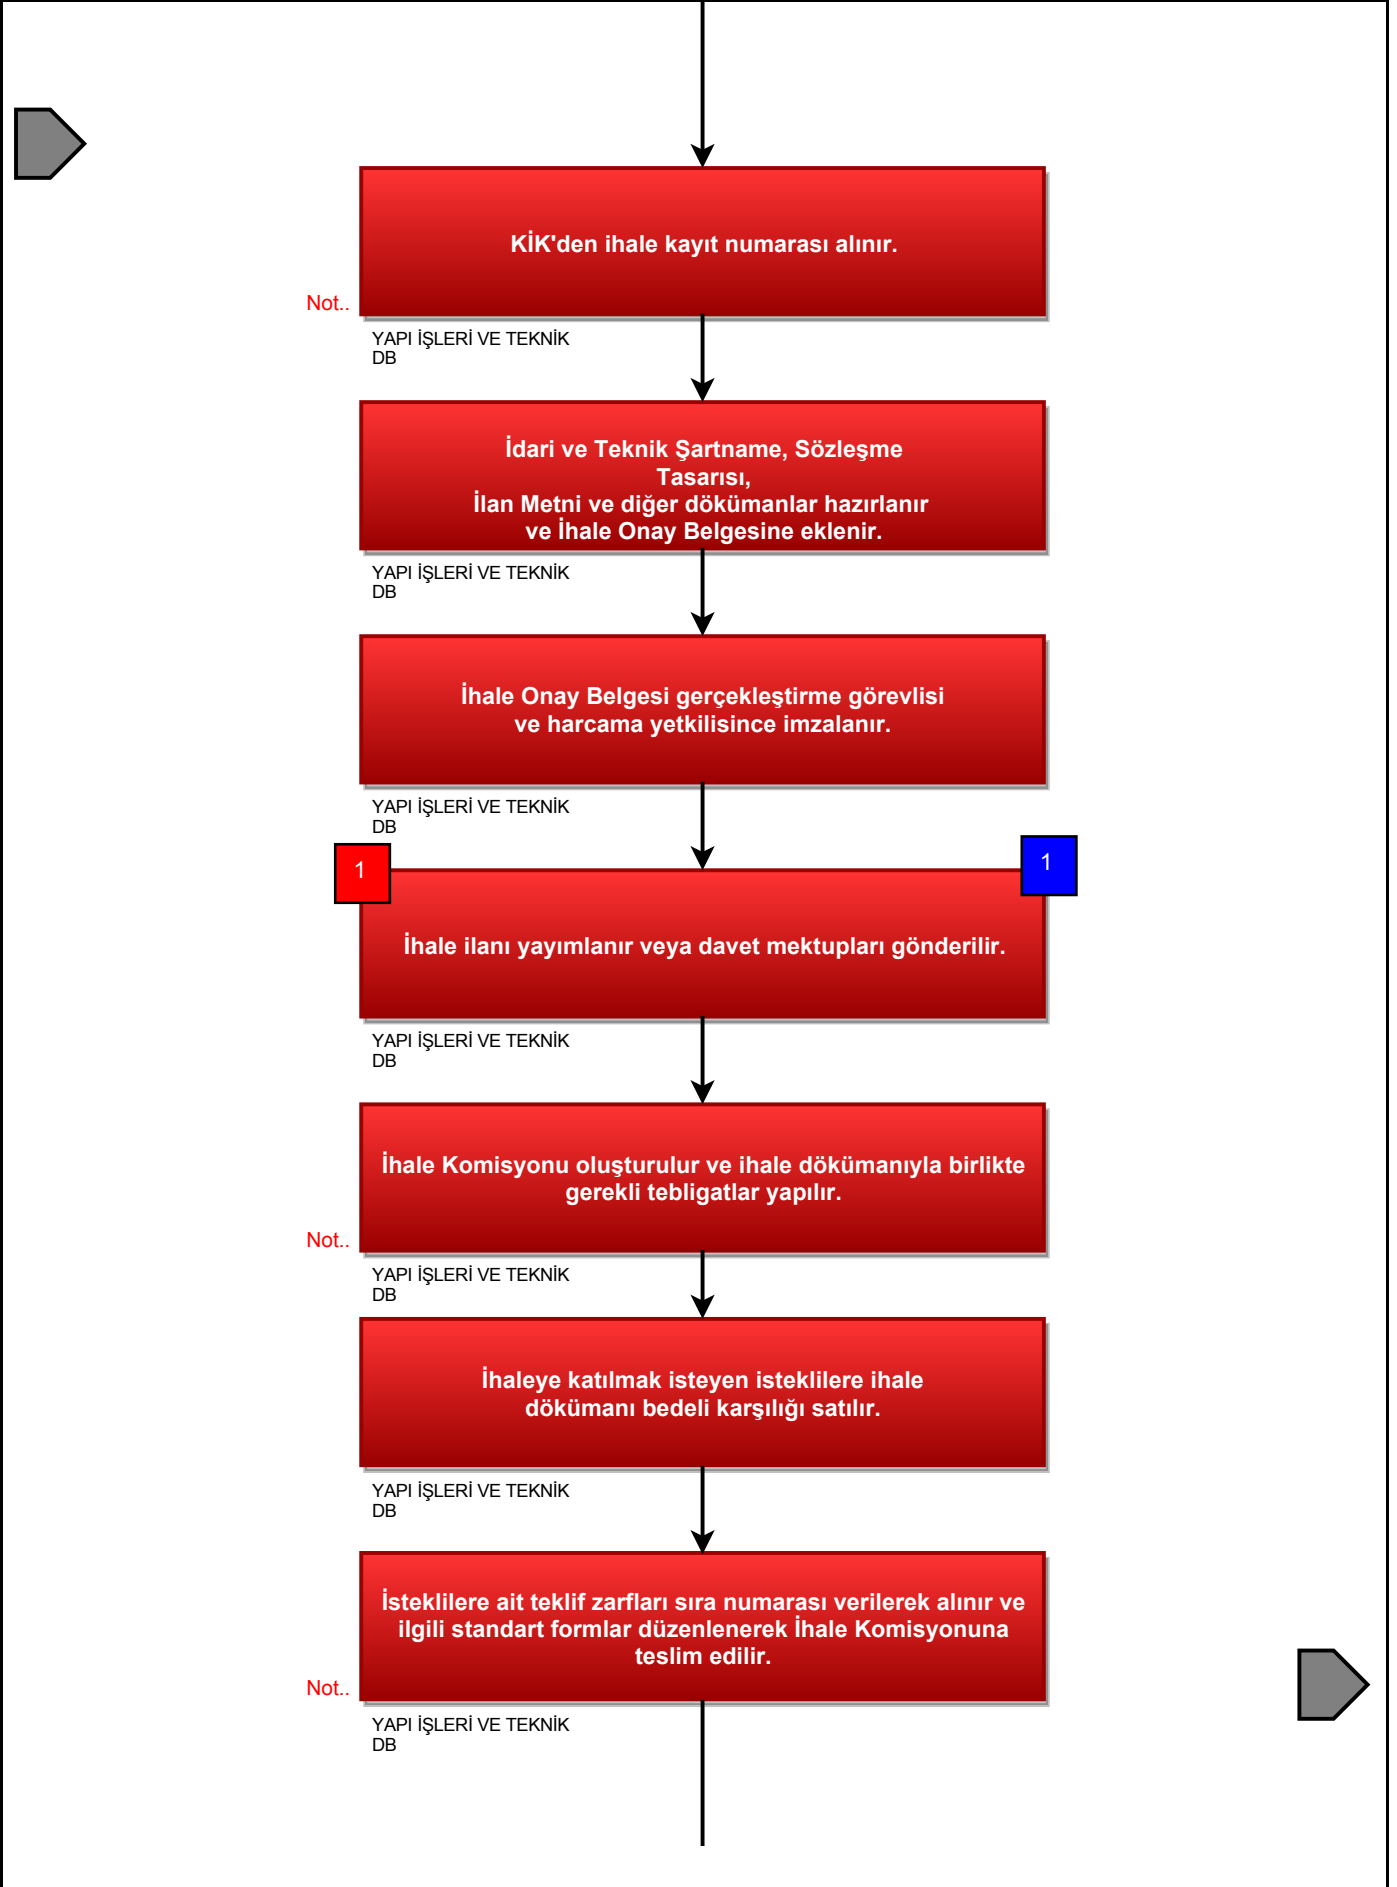 KİK'den ihale kayıt numarası alınır.
Not..
YAPI İŞLERİ VE TEKNİK
DB
İdari ve Teknik Şartname, Sözleşme
Tasarısı,
İlan Metni ve diğer dökümanlar hazırlanır
ve İhale Onay Belgesine eklenir.
YAPI İŞLERİ VE TEKNİK
DB
İhale Onay Belgesi gerçekleştirme görevlisi
ve harcama yetkilisince imzalanır.
YAPI İŞLERİ VE TEKNİK
DB
1
1
İhale ilanı yayımlanır veya davet mektupları gönderilir.
YAPI İŞLERİ VE TEKNİK
DB
İhale Komisyonu oluşturulur ve ihale dökümanıyla birlikte
gerekli tebligatlar yapılır.
Not..
YAPI İŞLERİ VE TEKNİK
DB
İhaleye katılmak isteyen isteklilere ihale
dökümanı bedeli karşılığı satılır.
YAPI İŞLERİ VE TEKNİK
DB
İsteklilere ait teklif zarfları sıra numarası verilerek alınır ve
ilgili standart formlar düzenlenerek İhale Komisyonuna
teslim edilir.
Not..
YAPI İŞLERİ VE TEKNİK
DB